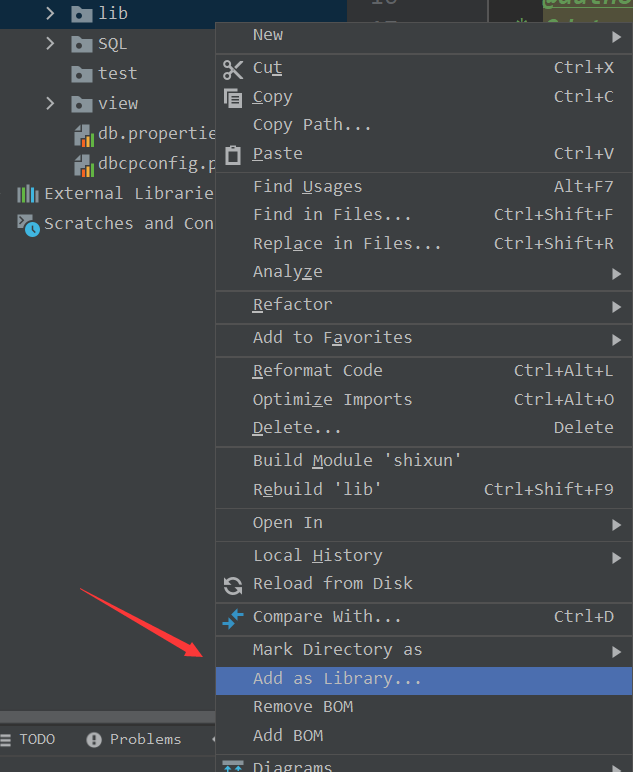 lib
SQL
test
view
db.propertie
dbcpconfig.p
External Librarie
Scratches and Con
New
Cut Ctrl+X
Copy Ctrl+C
Copy Path...
Paste Ctrl+V
Find Usages Alt+F7
Find in Files... Ctrl+Shift+F
Replace in Files... Ctrl+Shift+R
Analyze
Refactor
Add to Favorites
Reformat Code Ctrl+Alt+L
Optimize Imports Ctrl+Alt+O
Delete... Delete
Build Module 'shixun'
Rebuild 'lib' Ctrl+Shift+F9
Open In
Local History
Reload from Disk
Compare With... Ctrl+D
Mark Directory as
Add as Library...
Remove BOM
Add BOM
Diagrams
TODO Problems